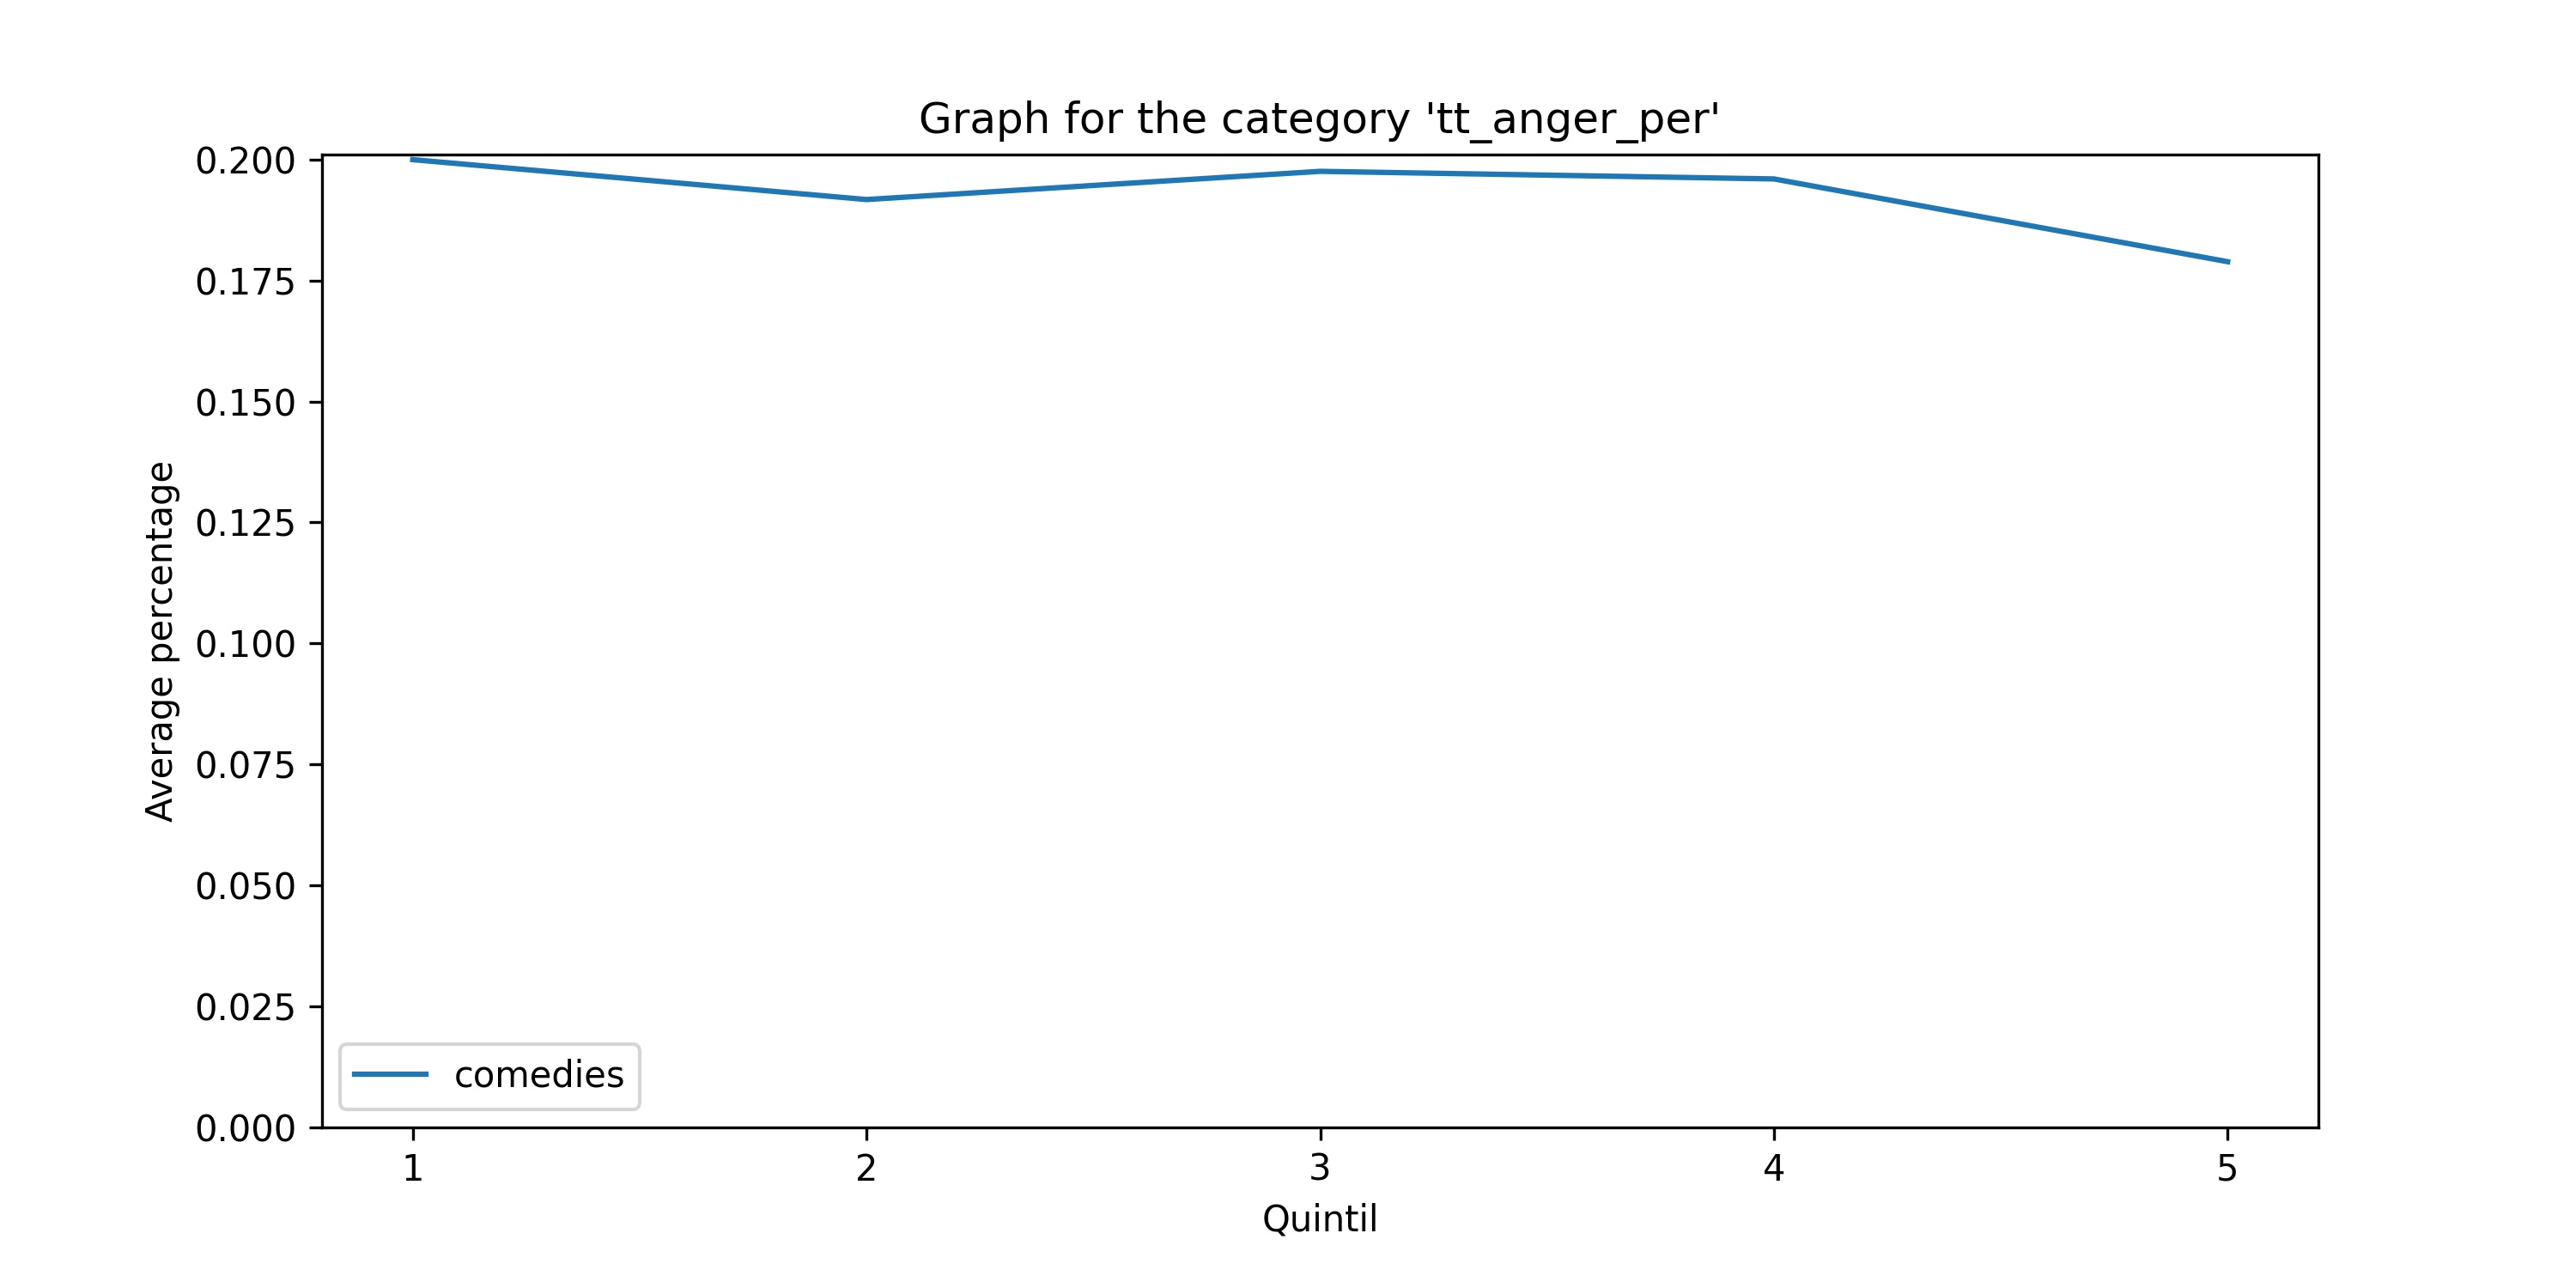 Graph for the category 'tt_anger_per'
0.200
0.175
0.150
0.125
0.100
0.075
0.050
0.025
0.000
Average percentage
comedies
1 2 3 4 5
Quintil